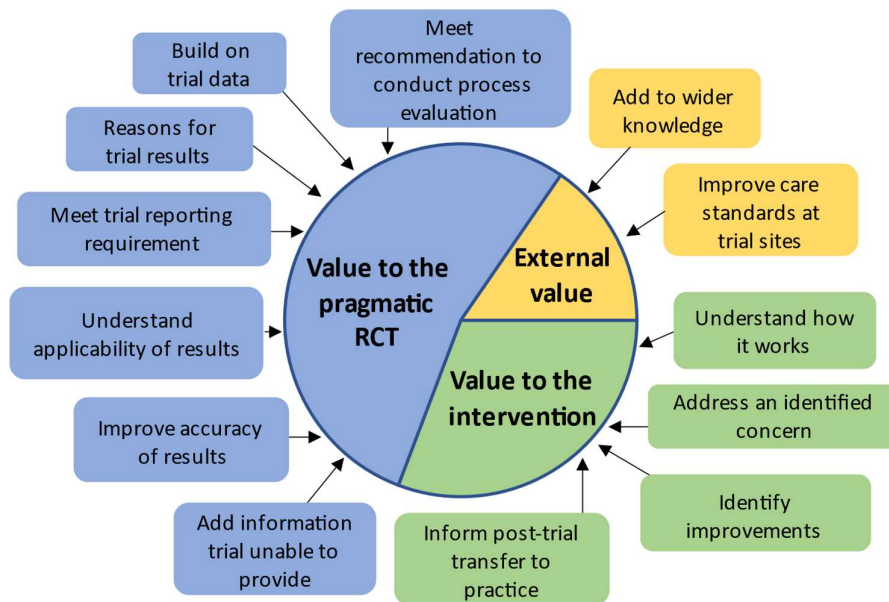 Meet
recommendation to
conduct process
evaluation
Build on
trial data
Reasons for
trial results
Meet trial reporting
requirement
Understand
applicability of results
Improve accuracy
of results
Add information
trial unable to
provide
Value to the
pragmatic
RCT
External
value
Value to the
intervention
Add to wider
knowledge
Improve care
standards at
trial sites
Understand how
it works
Address an identified
concern
Identify
improvements
Inform post-trial
transfer to
practice